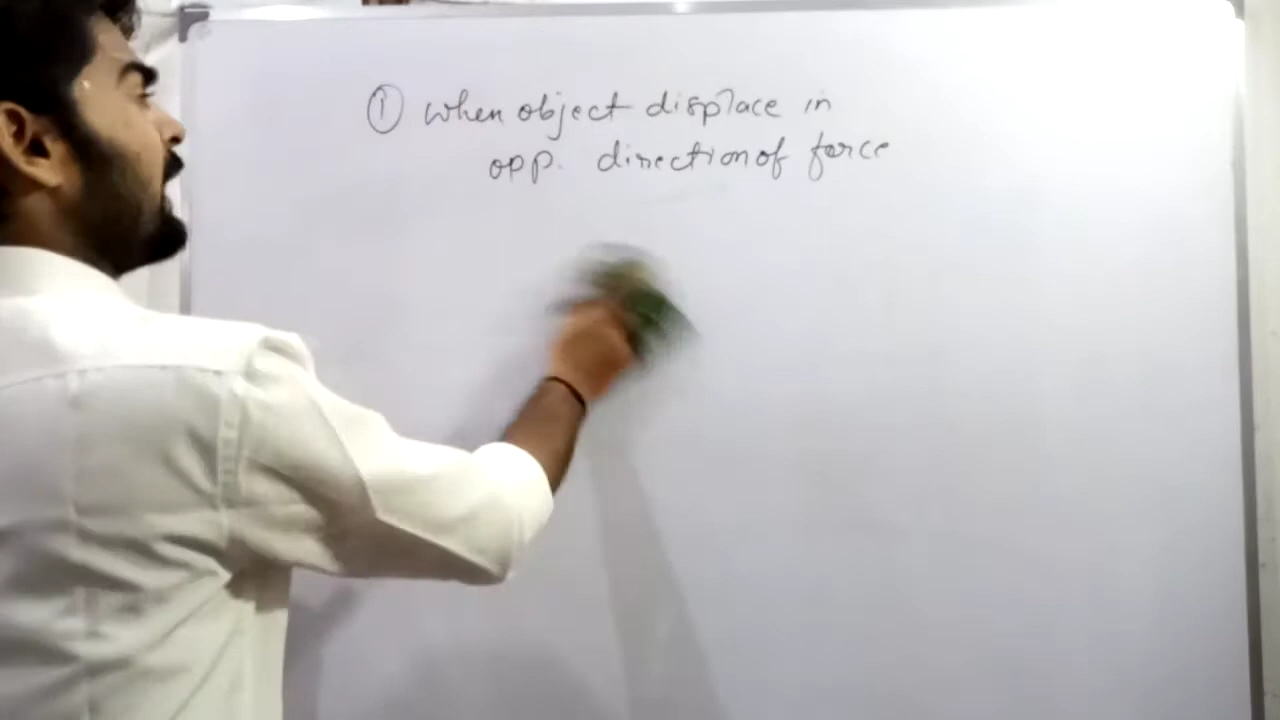 ① when object displace in
opp. direction of force